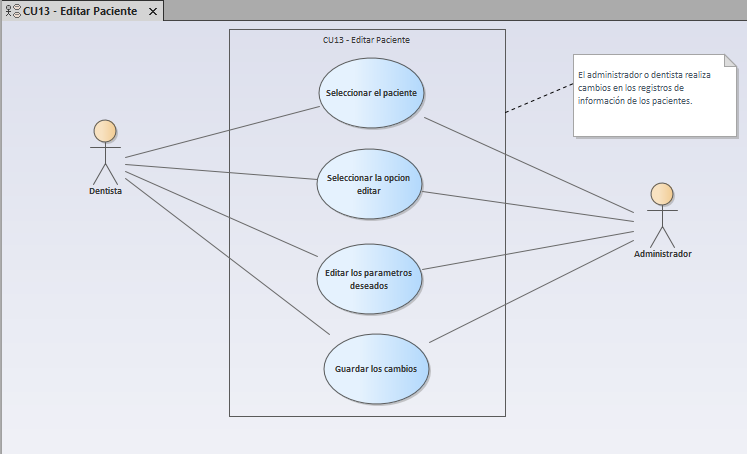 CU13 - Editar Paciente
CU13 - Editar Paciente
Seleccionar el paciente
El administrador o dentista realiza
cambios en los registros de
información de los pacientes.
Dentista
Seleccionar la opcion
editar
Administrador
Editar los parametros
deseados
Guardar los cambios